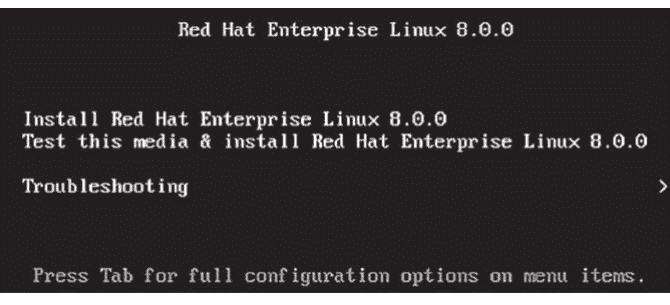 Red Hat Enterprise Linux 8.0.0
Install Red Hat Enterprise Linux 8.0.0
Test this media & install Red Hat Enterprise Linux 8.0.0
Troubleshooting >
Press Tab for full configuration options on menu items.